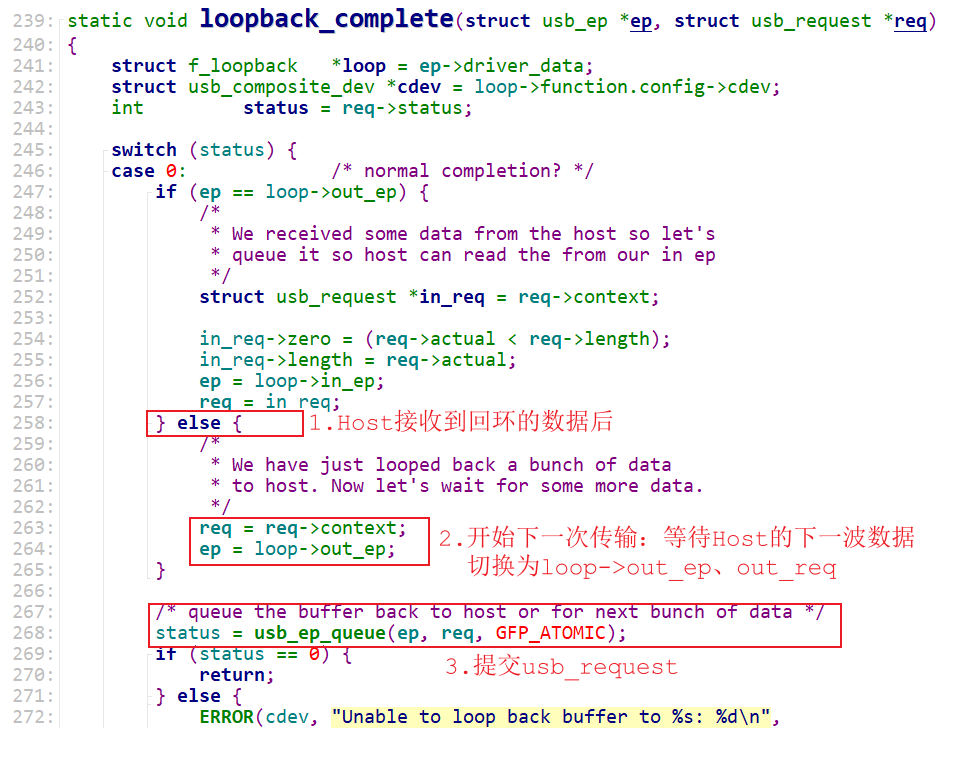 239: static void loopback_complete(struct usb_ep *ep, struct usb_request *req)
240: {
241:     struct f_loopback   *loop = ep->driver_data;
242:     struct usb_composite_dev *cdev = loop->function.config->cdev;
243:     int         status = req->status;
244:
245:     switch (status) {
246:     case 0:             /* normal completion? */
247:         if (ep == loop->out_ep) {
248:             /*
249:              * We received some data from the host so let's
250:              * queue it so host can read the from our in ep
251:              */
252:             struct usb_request *in_req = req->context;
253:
254:             in_req->zero = (req->actual < req->length);
255:             in_req->length = req->actual;
256:             ep = loop->in_ep;
257:             req = in_req;
258:         } else {      1.Host接收到回环的数据后
259:             /*
260:              * We have just looped back a bunch of data
261:              * to host. Now let's wait for some more data.
262:              */
263:             req = req->context;   2.开始下一次传输：等待Host的下一波数据
264:             ep = loop->out_ep;   切换为loop->out_ep、out_req
265:         }
266:
267:         /* queue the buffer back to host or for next bunch of data */
268:         status = usb_ep_queue(ep, req, GFP_ATOMIC);
269:         if (status == 0) {   3.提交usb_request
270:             return;
271:         } else {
272:             ERROR(cdev, "Unable to loop back buffer to %s: %d\n",